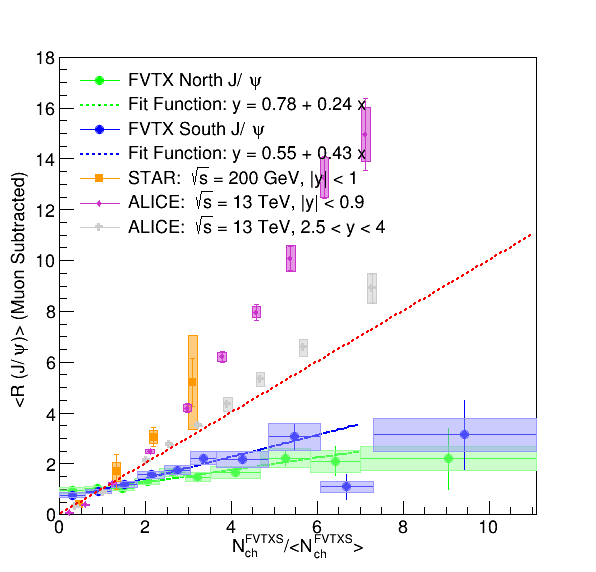 18
16
14
12
10
8
6
4
2
0
<R (J/ψ)> (Muon Subtracted)
FVTX North J/ ψ
Fit Function: y = 0.78 + 0.24 x
FVTX South J/ ψ
Fit Function: y = 0.55 + 0.43 x
STAR: √s = 200 GeV, |y| < 1
ALICE: √s = 13 TeV, |y| < 0.9
ALICE: √s = 13 TeV, 2.5 < y < 4
0 2 4 6 8 10
N_ch^FVTXS/<N_ch^FVTXS>